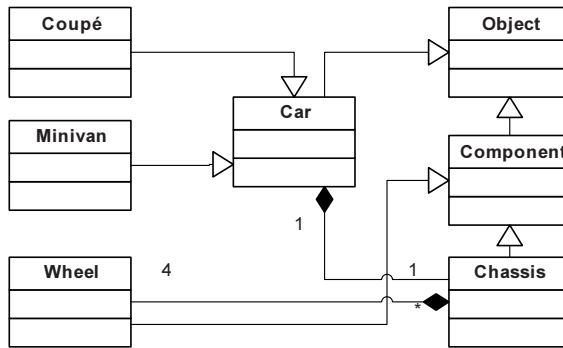 Coupé
Object
Car
Minivan
Component
1
4
1
Wheel
Chassis
*